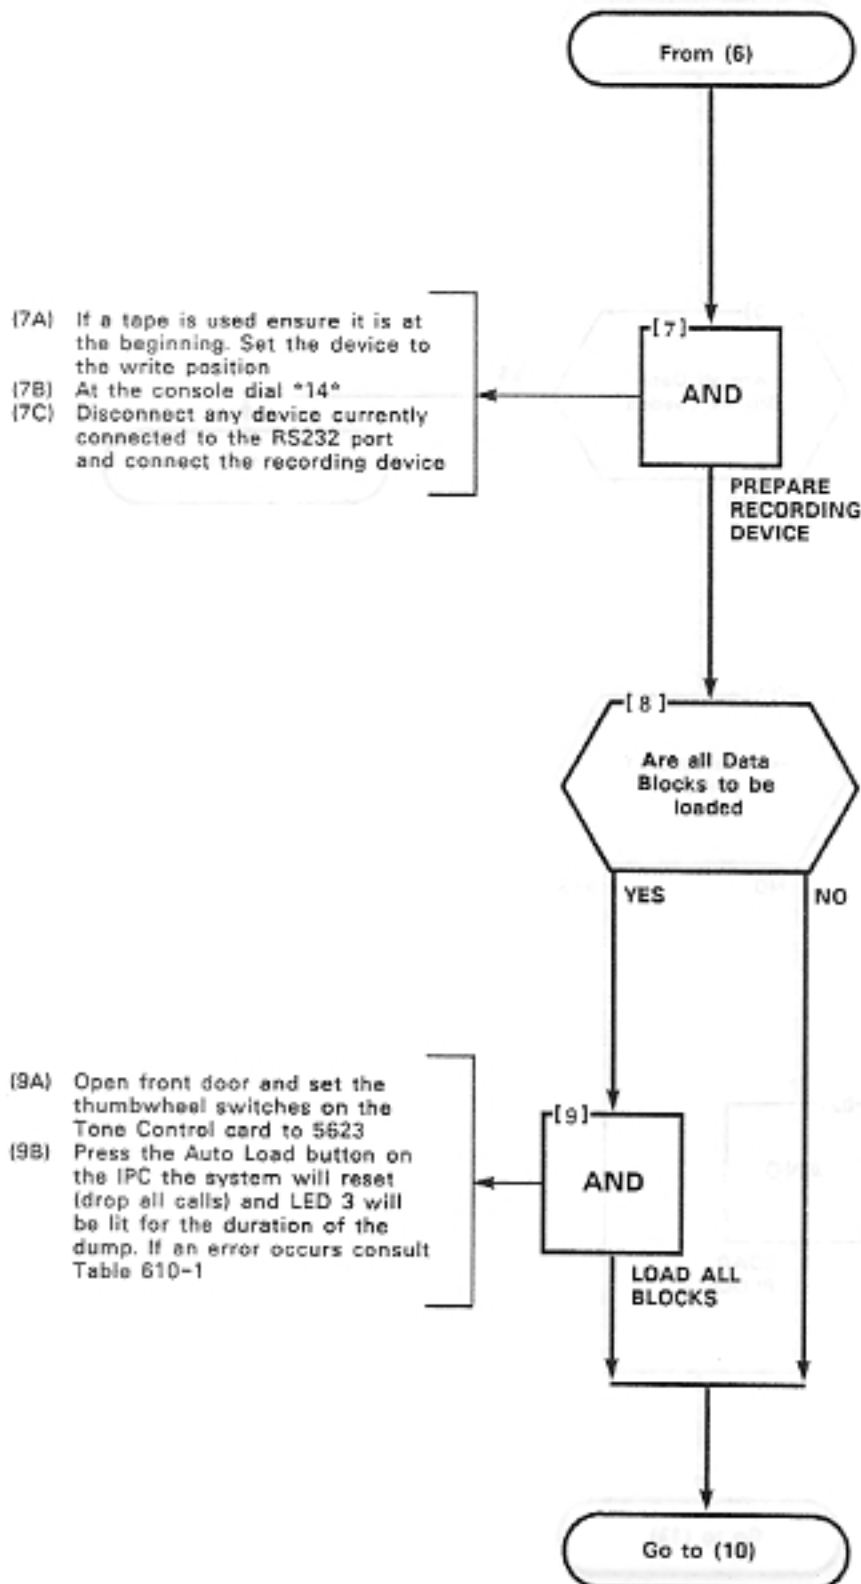 From (6)
(7A) If a tape is used ensure it is at
the beginning. Set the device to
the write position
(7B) At the console dial *14*
(7C) Disconnect any device currently
connected to the RS232 port
and connect the recording device
[7]
AND
PREPARE
RECORDING
DEVICE
[8]
Are all Data
Blocks to be
loaded
YES
NO
(9A) Open front door and set the
thumbwheel switches on the
Tone Control card to 5623
(9B) Press the Auto Load button on
the IPC the system will reset
(drop all calls) and LED 3 will
be lit for the duration of the
dump. If an error occurs consult
Table 610-1
[9]
AND
LOAD ALL
BLOCKS
Go to (10)